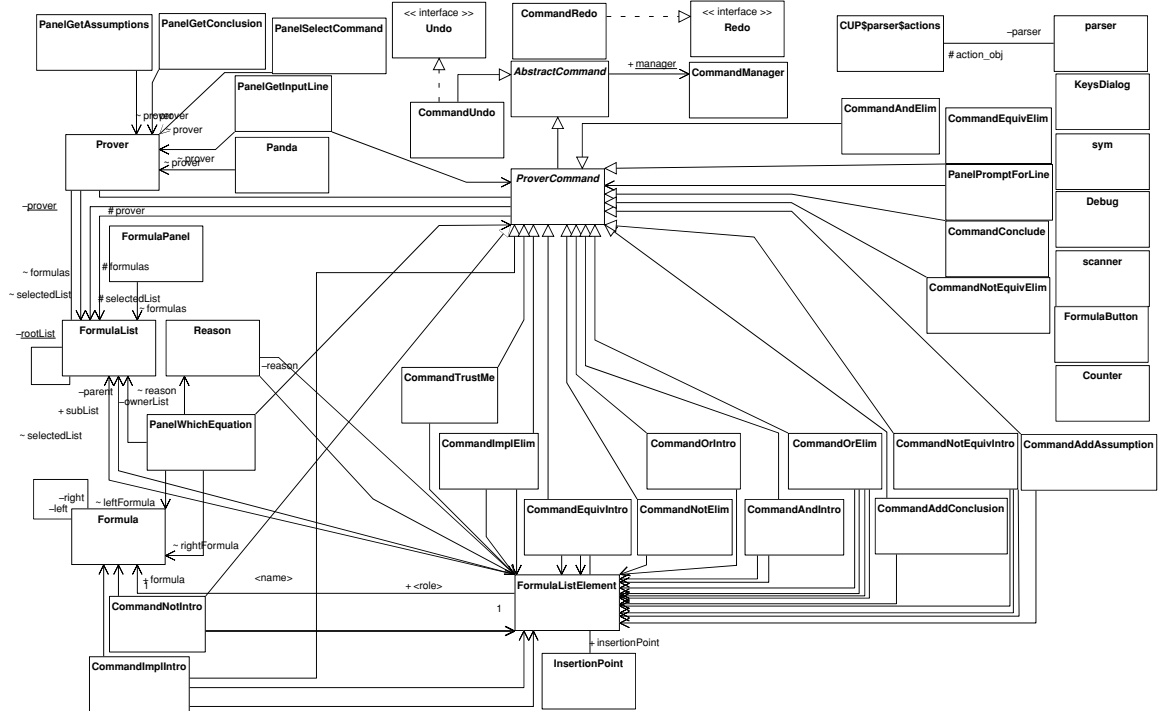 PanelGetAssumptions
PanelGetConclusion
PanelSelectCommand
<< interface >>
Undo
CommandRedo
<< interface >>
Redo
CUP$parser$actions
–parser
# action_obj
parser
AbstractCommand
+ manager
CommandManager
PanelGetInputLine
CommandUndo
KeysDialog
CommandAndElim
CommandEquivElim
~ prover
~ prover
~ prover
Prover
Panda
~ prover
~ prover
sym
ProverCommand
PanelPromptForLine
Debug
–prover
# prover
FormulaPanel
CommandConclude
scanner
~ formulas
# formulas
~ selectedList
# selectedList
~ formulas
CommandNotEquivElim
FormulaButton
–rootList
FormulaList
Reason
–reason
CommandTrustMe
Counter
–parent
~ reason
–ownerList
+ subList
PanelWhichEquation
~ selectedList
CommandImplElim
CommandOrIntro
CommandOrElim
CommandNotEquivIntro
CommandAddAssumption
–right
–left
~ leftFormula
Formula
CommandEquivIntro
CommandNotElim
CommandAndIntro
CommandAddConclusion
~ rightFormula
+ formula
1
<name>
+ <role>
FormulaListElement
CommandNotIntro
1
+ insertionPoint
CommandImplIntro
InsertionPoint